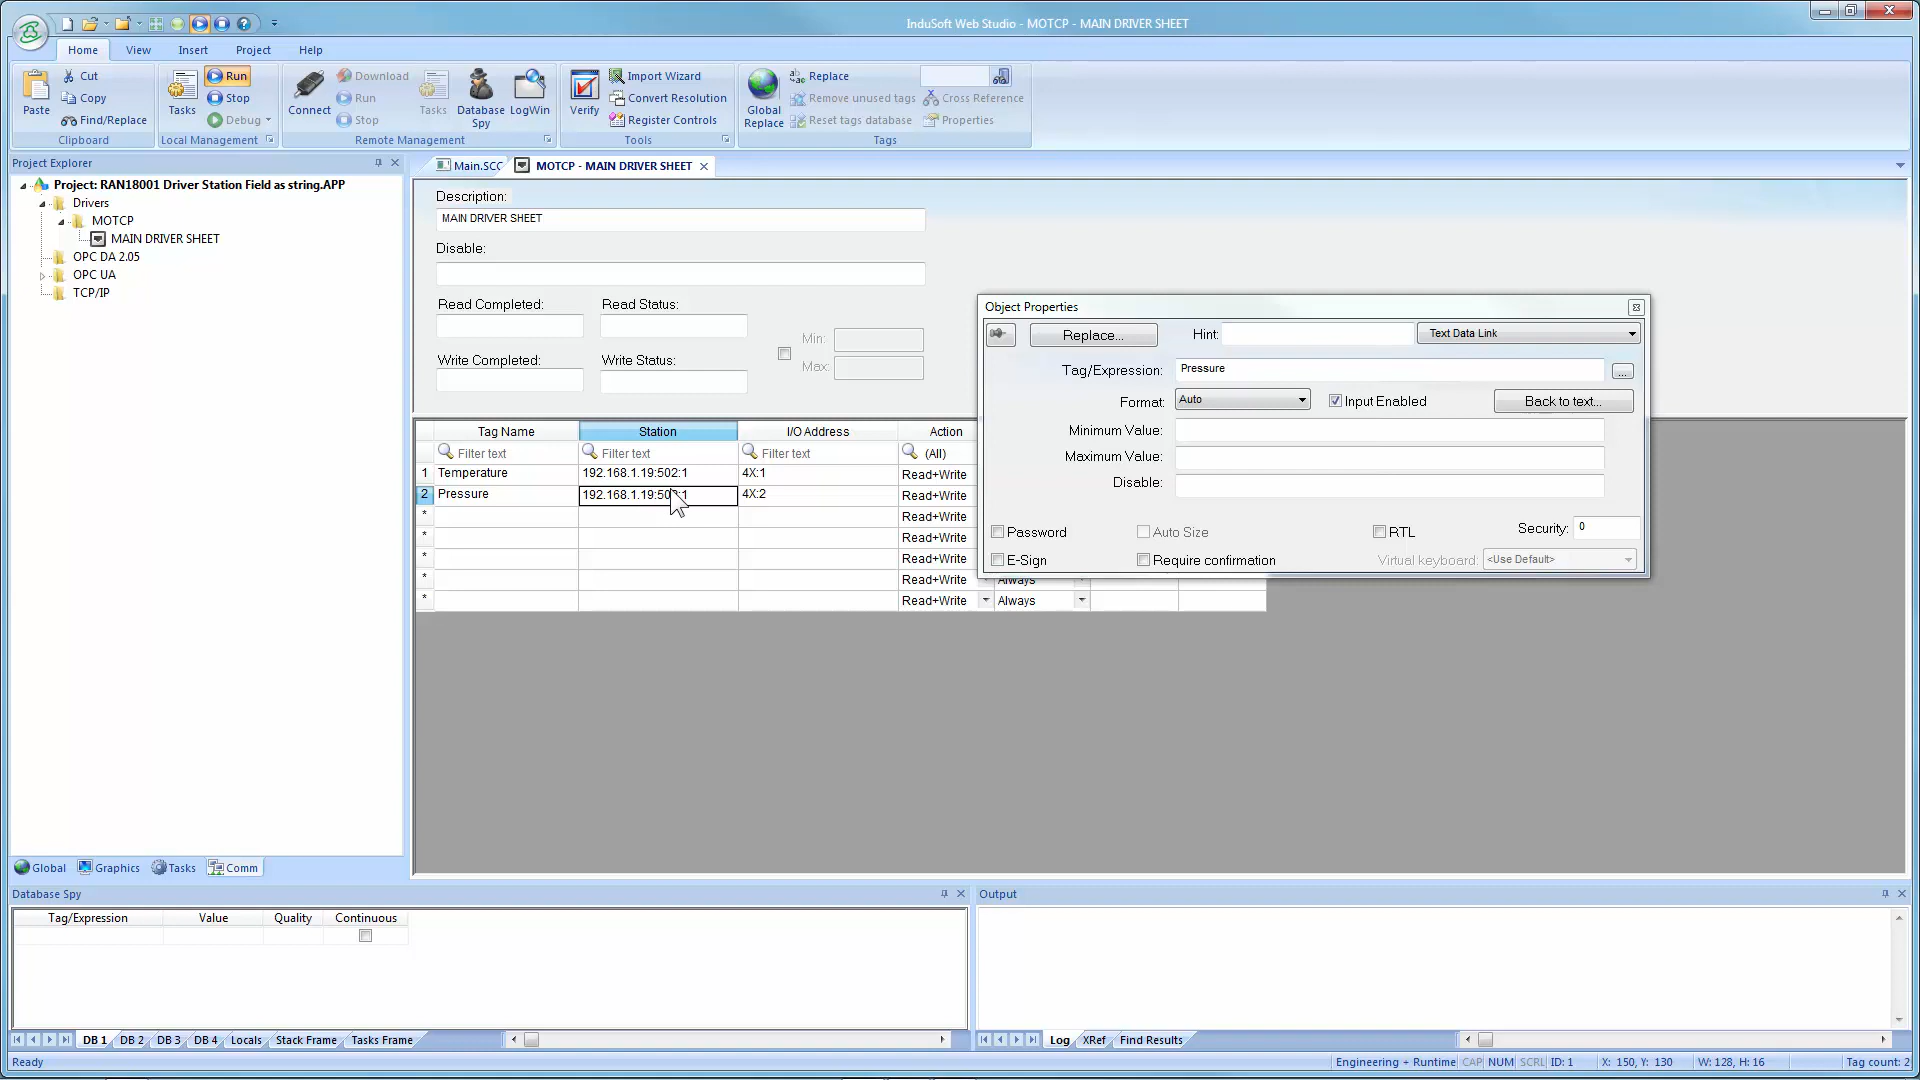 InduSoft Web Studio - MOTCP - MAIN DRIVER SHEET
Home View Insert Project Help
Paste Cut Copy Find/Replace Clipboard
Tasks Run Stop Debug Local Management
Connect Download Run Stop Tasks Database Spy LogWin Remote Management
Verify Import Wizard Convert Resolution Register Controls Tools
Global Replace Replace Remove unused tags Reset tags database Cross Reference Properties Tags
Project Explorer
Project: RAN18001 Driver Station Field as string.APP
Drivers
MOTCP
MAIN DRIVER SHEET
OPC DA 2.05
OPC UA
TCP/IP
Global Graphics Tasks Comm
Main.SCC MOTCP - MAIN DRIVER SHEET
Description:
MAIN DRIVER SHEET
Disable:
Read Completed: Read Status:
Min:
Write Completed: Write Status:
Max:
Tag Name Station I/O Address Action
Filter text Filter text Filter text (All)
1 Temperature 192.168.1.19:502:1 4X:1 Read+Write
2 Pressure 192.168.1.19:502:1 4X:2 Read+Write
* Read+Write
* Read+Write
* Read+Write
* Read+Write Always
* Read+Write Always
Object Properties
Replace... Hint: Text Data Link
Tag/Expression: Pressure ...
Format: Auto Input Enabled Back to text...
Minimum Value:
Maximum Value:
Disable:
Password Auto Size RTL Security: 0
E-Sign Require confirmation Virtual keyboard: <Use Default>
Database Spy
Tag/Expression Value Quality Continuous
DB 1 DB 2 DB 3 DB 4 Locals Stack Frame Tasks Frame
Output
Log XRef Find Results
Ready Engineering + Runtime CAP NUM SCRL ID: 1 X: 150, Y: 130 W: 128, H: 16 Tag count: 2